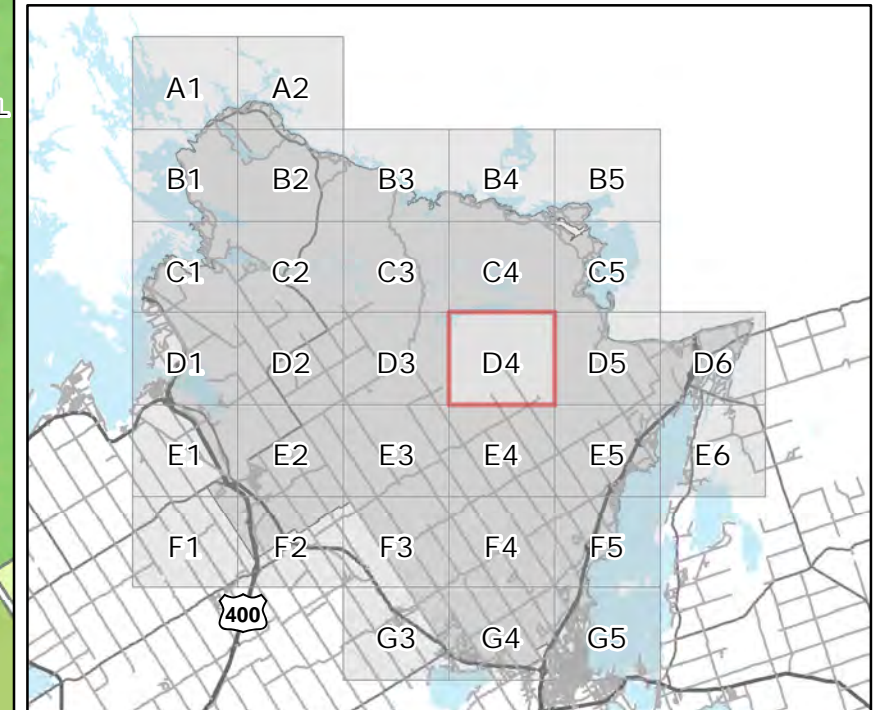 A1 A2
B1 B2 B3 B4 B5
C1 C2 C3 C4 C5
D1 D2 D3 D4 D5 D6
E1 E2 E3 E4 E5 E6
F1 F2 F3 F4 F5
400
G3 G4 G5